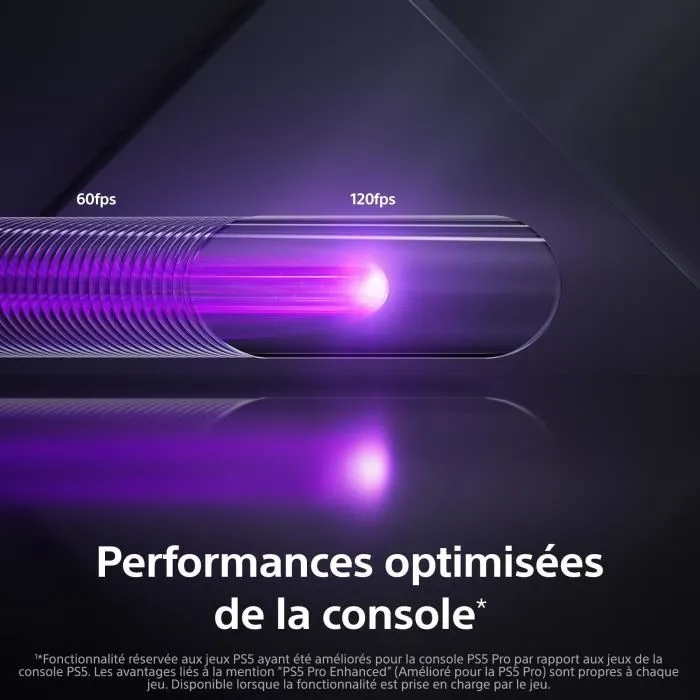 60fps 120fps
Performances optimisées
de la console*
¹*Fonctionnalité réservée aux jeux PS5 ayant été améliorés pour la console PS5 Pro par rapport aux jeux de la
console PS5. Les avantages liés à la mention "PS5 Pro Enhanced" (Amélioré pour la PS5 Pro) sont propres à chaque
jeu. Disponible lorsque la fonctionnalité est prise en charge par le jeu.